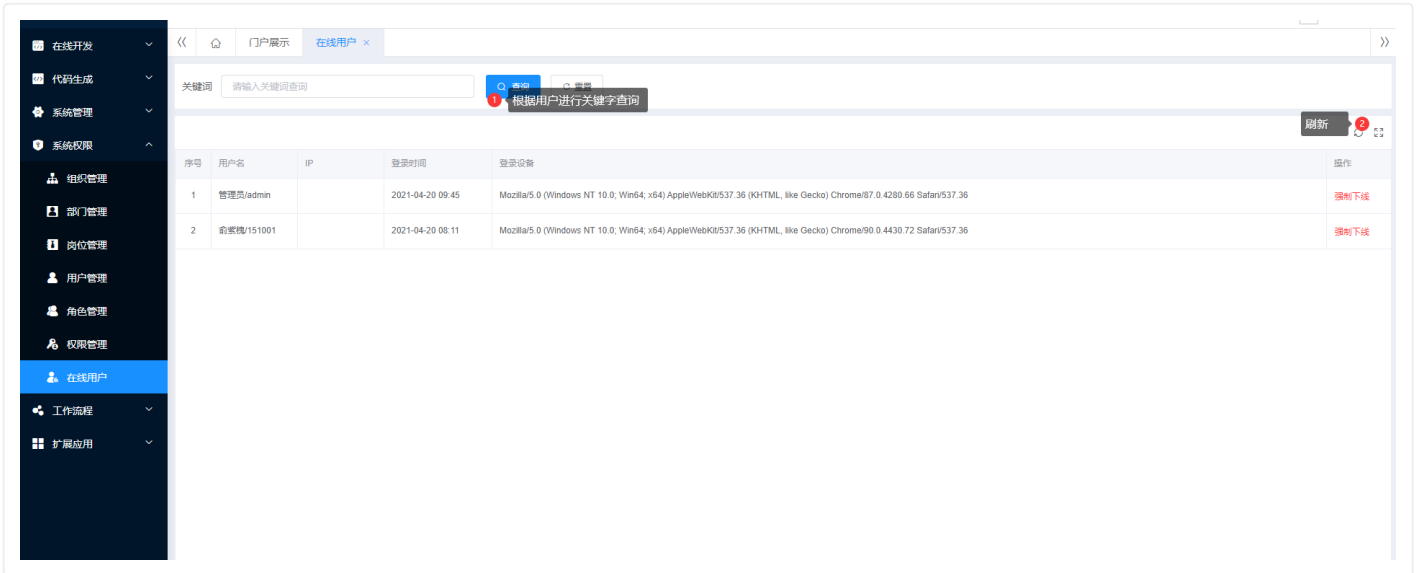 在线开发
代码生成
系统管理
系统权限
组织管理
部门管理
岗位管理
用户管理
角色管理
权限管理
在线用户
工作流程
扩展应用
门户展示 在线用户 ×
关键词 请输入关键词查询 查询 重置
1 根据用户进行关键字查询
刷新 2
序号 用户名 IP 登录时间 登录设备 操作
1 管理员/admin 2021-04-20 09:45 Mozilla/5.0 (Windows NT 10.0; Win64; x64) AppleWebKit/537.36 (KHTML, like Gecko) Chrome/87.0.4280.66 Safari/537.36 强制下线
2 俞紫槐/151001 2021-04-20 08:11 Mozilla/5.0 (Windows NT 10.0; Win64; x64) AppleWebKit/537.36 (KHTML, like Gecko) Chrome/90.0.4430.72 Safari/537.36 强制下线